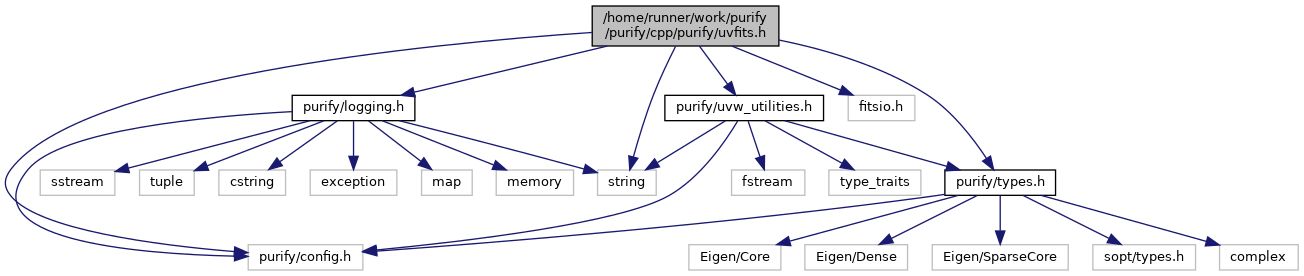 /home/runner/work/purify
/purify/cpp/purify/uvfits.h
purify/logging.h
purify/uvw_utilities.h
fitsio.h
sstream
tuple
cstring
exception
map
memory
string
fstream
type_traits
purify/types.h
purify/config.h
Eigen/Core
Eigen/Dense
Eigen/SparseCore
sopt/types.h
complex